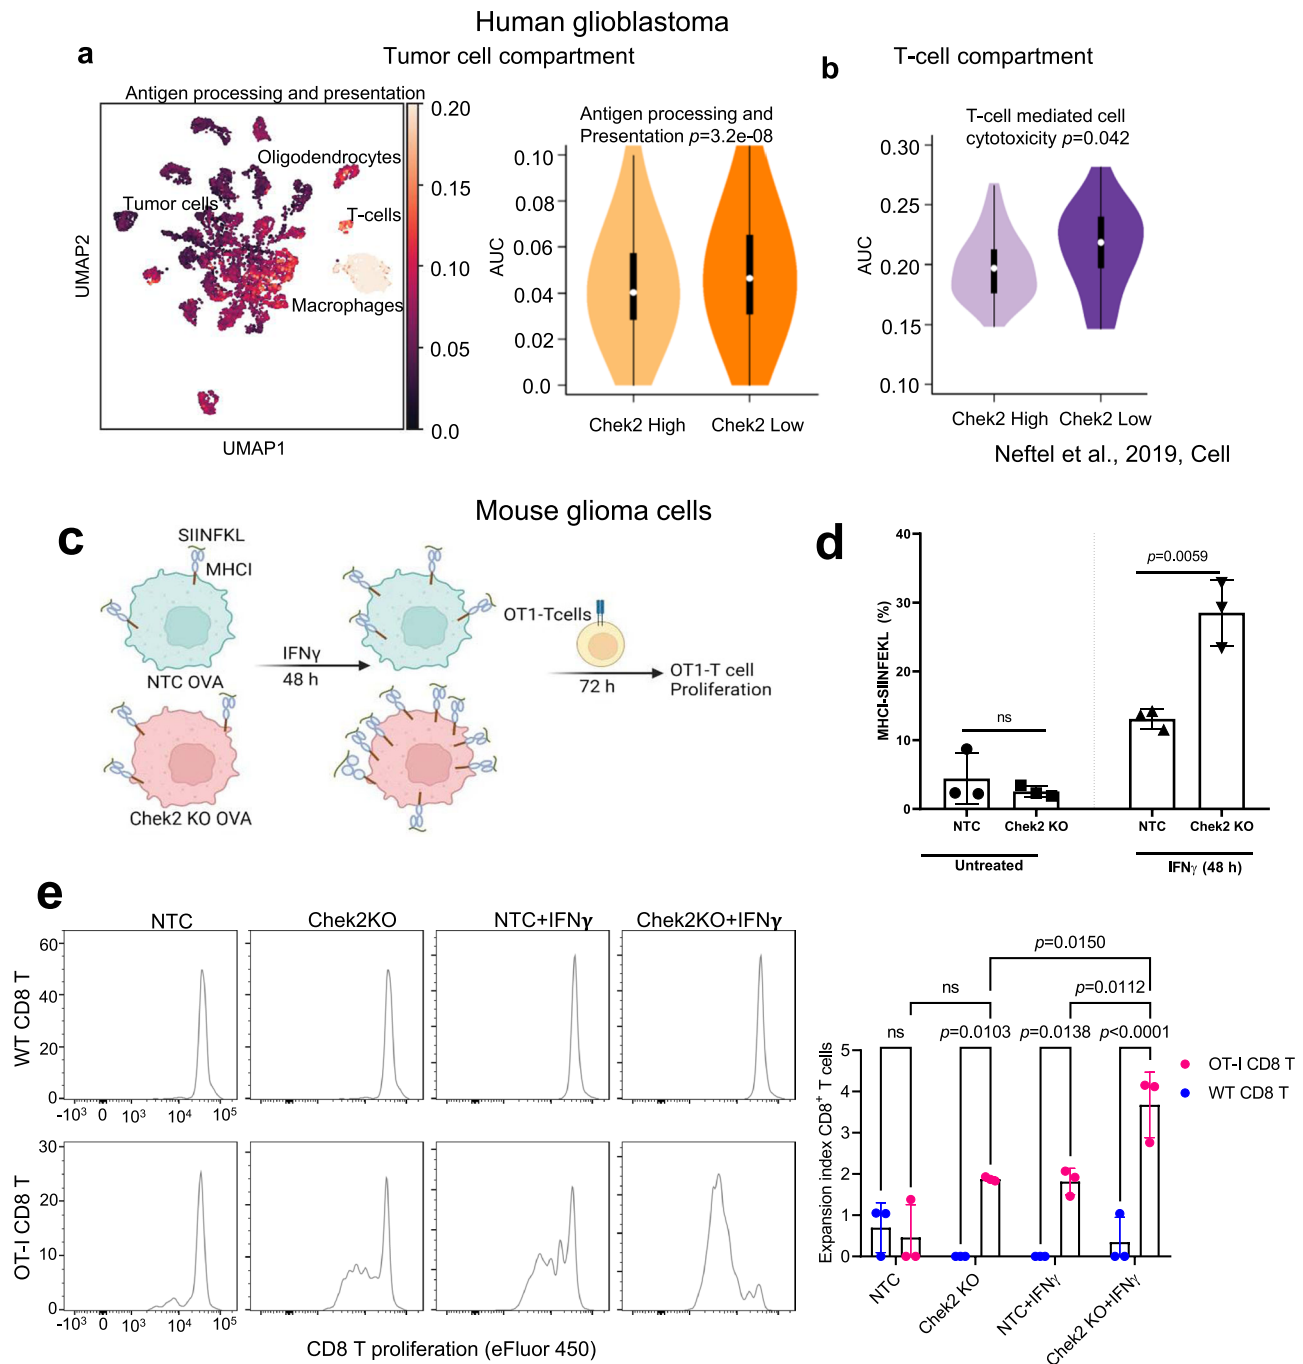 Human glioblastoma
a
Tumor cell compartment
b
T-cell compartment
Antigen processing and presentation
0.20
0.15
0.10
0.05
0.0
Oligodendrocytes
Tumor cells
T-cells
Macrophages
UMAP2
UMAP1
Antigen processing and
Presentation p=3.2e-08
AUC
0.10
0.08
0.06
0.04
0.02
0.0
Chek2 High
Chek2 Low
T-cell mediated cell
cytotoxicity p=0.042
AUC
0.30
0.25
0.20
0.15
0.10
Chek2 High
Chek2 Low
Neftel et al., 2019, Cell
Mouse glioma cells
c
SIINFKL
MHCI
NTC OVA
IFNγ
48 h
OT1-Tcells
72 h
OT1-T cell
Proliferation
Chek2 KO OVA
d
MHCI-SIINFEKL (%)
40
30
20
10
0
ns
p=0.0059
NTC
Chek2 KO
NTC
Chek2 KO
Untreated
IFNγ (48 h)
e
NTC
Chek2KO
NTC+IFNγ
Chek2KO+IFNγ
WT CD8 T
60
40
20
0
-10³ 0 10³ 10⁴ 10⁵
OT-I CD8 T
30
20
10
0
-10³ 0 10³ 10⁴ 10⁵
CD8 T proliferation (eFluor 450)
p=0.0150
ns
p=0.0112
ns
p=0.0103
p=0.0138
p<0.0001
Expansion index CD8⁺ T cells
5
4
3
2
1
0
OT-I CD8 T
WT CD8 T
NTC
Chek2 KO
NTC+IFNγ
Chek2 KO+IFNγ